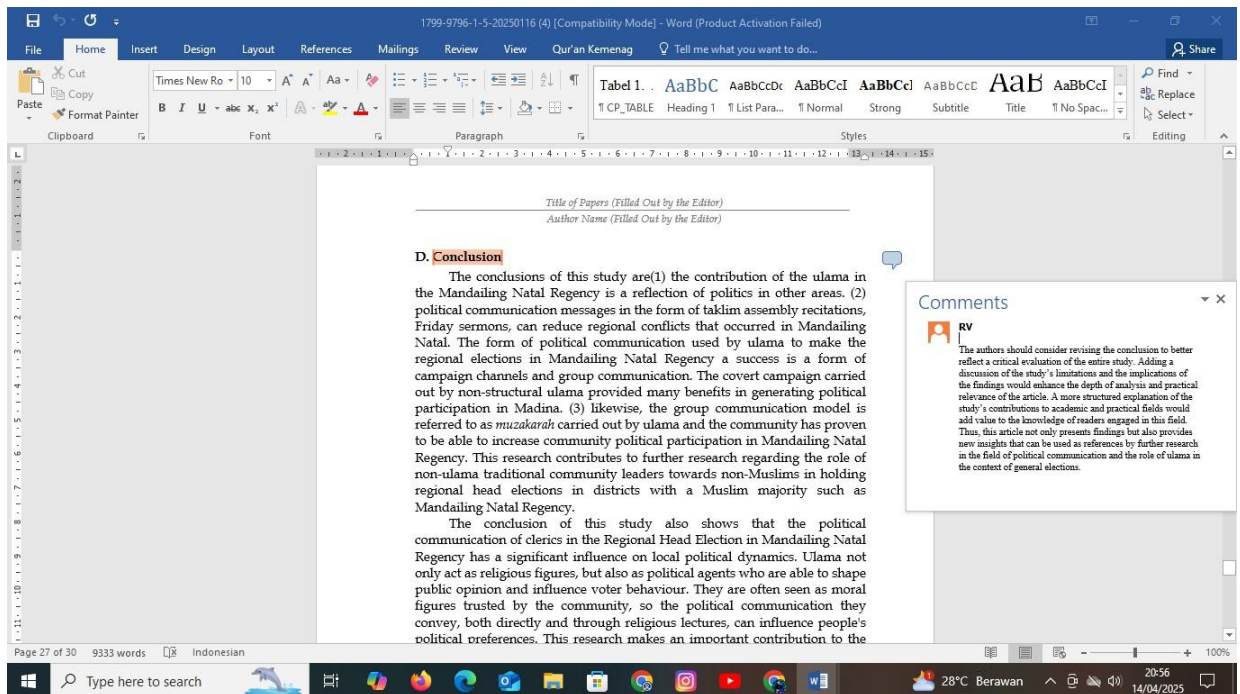 1799-9796-1-5-20250116 (4) [Compatibility Mode] - Word (Product Activation Failed)
File Home Insert Design Layout References Mailings Review View Qur'an Kemenag Tell me what you want to do... Share
Cut
Copy
Format Painter
Paste
Times New Ro 10
Tabel 1. . AaBbC AaBbCcDc AaBbCcI AaBbCcI AaBbCcD AaB AaBbCcI
¶ CP_TABLE Heading 1 ¶ List Para... ¶ Normal Strong Subtitle Title ¶ No Spac...
Find
Replace
Select
Clipboard Font Paragraph Styles Editing
Title of Papers (Filled Out by the Editor)
Author Name (Filled Out by the Editor)
D. Conclusion
The conclusions of this study are(1) the contribution of the ulama in
the Mandailing Natal Regency is a reflection of politics in other areas. (2)
political communication messages in the form of taklim assembly recitations,
Friday sermons, can reduce regional conflicts that occurred in Mandailing
Natal. The form of political communication used by ulama to make the
regional elections in Mandailing Natal Regency a success is a form of
campaign channels and group communication. The covert campaign carried
out by non-structural ulama provided many benefits in generating political
participation in Madina. (3) likewise, the group communication model is
referred to as muzakarah carried out by ulama and the community has proven
to be able to increase community political participation in Mandailing Natal
Regency. This research contributes to further research regarding the role of
non-ulama traditional community leaders towards non-Muslims in holding
regional head elections in districts with a Muslim majority such as
Mandailing Natal Regency.
The conclusion of this study also shows that the political
communication of clerics in the Regional Head Election in Mandailing Natal
Regency has a significant influence on local political dynamics. Ulama not
only act as religious figures, but also as political agents who are able to shape
public opinion and influence voter behaviour. They are often seen as moral
figures trusted by the community, so the political communication they
convey, both directly and through religious lectures, can influence people's
political preferences. This research makes an important contribution to the
Comments
RV
The authors should consider revising the conclusion to better
reflect a critical evaluation of the entire study. Adding a
discussion of the study's limitations and the implications of
the findings would enhance the depth of analysis and practical
relevance of the article. A more structured explanation of the
study's contributions to academic and practical fields would
add value to the knowledge of readers engaged in this field.
Thus, this article not only presents findings but also provides
new insights that can be used as references by further research
in the field of political communication and the role of ulama in
the context of general elections.
Page 27 of 30 9333 words Indonesian 100%
Type here to search 28°C Berawan 20:56
14/04/2025